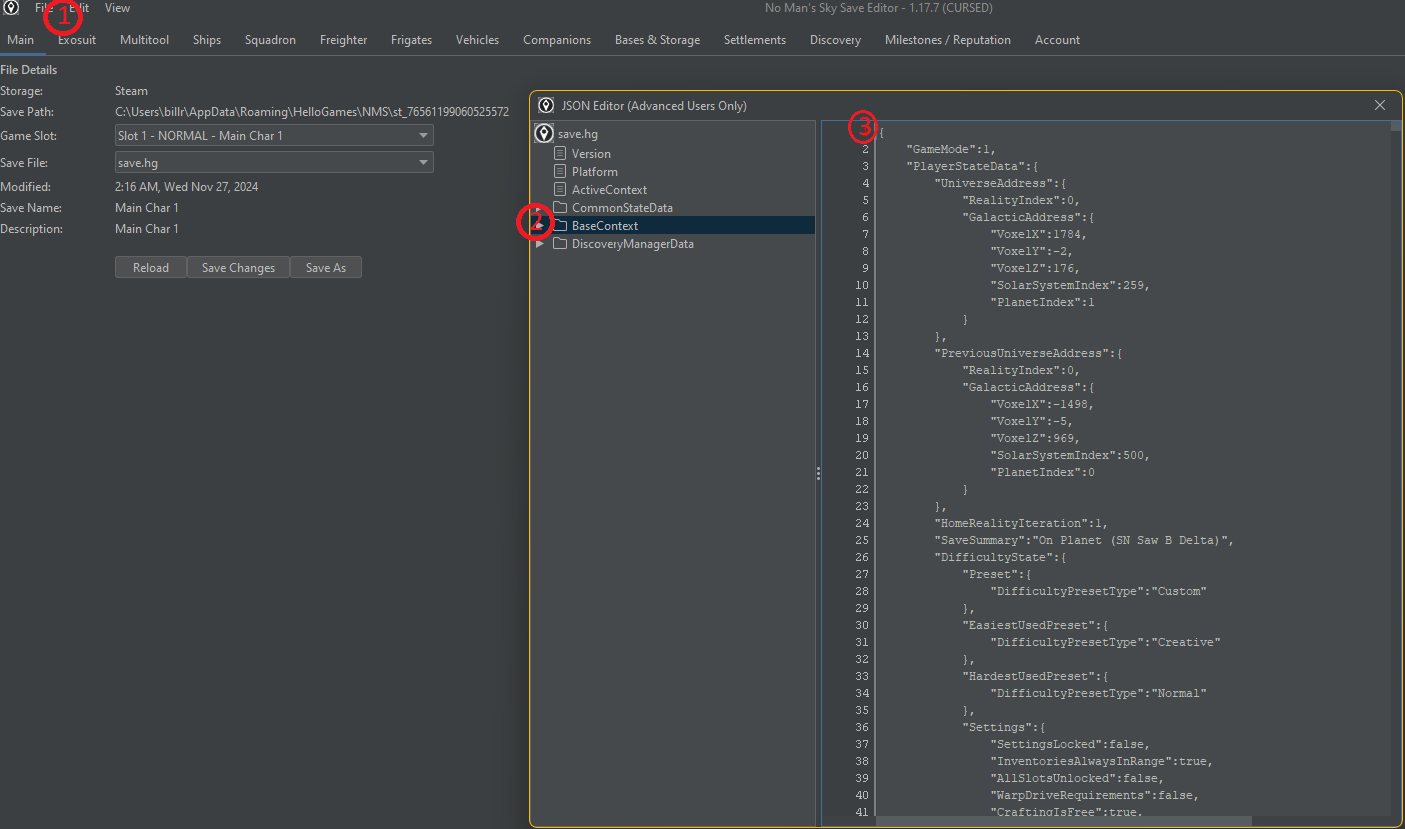 File Edit View
No Man's Sky Save Editor - 1.17.7 (CURSED)
1
Main Exosuit Multitool Ships Squadron Freighter Frigates Vehicles Companions Bases & Storage Settlements Discovery Milestones / Reputation Account
File Details
Storage: Steam
Save Path: C:\Users\billr\AppData\Roaming\HelloGames\NMS\st_76561199060525572
Game Slot: Slot 1 - NORMAL - Main Char 1
Save File: save.hg
Modified: 2:16 AM, Wed Nov 27, 2024
Save Name: Main Char 1
Description: Main Char 1
Reload Save Changes Save As
JSON Editor (Advanced Users Only)
save.hg
Version
Platform
ActiveContext
CommonStateData
2 BaseContext
DiscoveryManagerData
3 {
2 "GameMode":1,
3 "PlayerStateData":{
4 "UniverseAddress":{
5 "RealityIndex":0,
6 "GalacticAddress":{
7 "VoxelX":1784,
8 "VoxelY":-2,
9 "VoxelZ":176,
10 "SolarSystemIndex":259,
11 "PlanetIndex":1
12 }
13 },
14 "PreviousUniverseAddress":{
15 "RealityIndex":0,
16 "GalacticAddress":{
17 "VoxelX":-1498,
18 "VoxelY":-5,
19 "VoxelZ":969,
20 "SolarSystemIndex":500,
21 "PlanetIndex":0
22 }
23 },
24 "HomeRealityIteration":1,
25 "SaveSummary":"On Planet (SN Saw B Delta)",
26 "DifficultyState":{
27 "Preset":{
28 "DifficultyPresetType":"Custom"
29 },
30 "EasiestUsedPreset":{
31 "DifficultyPresetType":"Creative"
32 },
33 "HardestUsedPreset":{
34 "DifficultyPresetType":"Normal"
35 },
36 "Settings":{
37 "SettingsLocked":false,
38 "InventoriesAlwaysInRange":true,
39 "AllSlotsUnlocked":false,
40 "WarpDriveRequirements":false,
41 "CraftingIsFree":true,